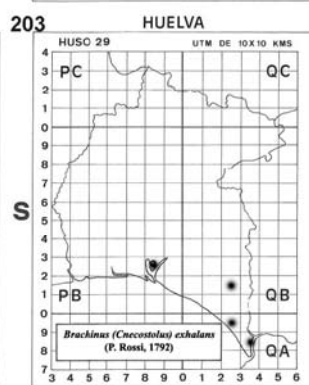 203 HUELVA
HUSO 29 UTM DE 10X10 KMS
4
3
2
1
0
9
8
7
6
5
4
3
2
1
0
9
8
7
PC QC
S
PB QB
QA
Brachinus (Cnecostolus) exhalans
(P. Rossi, 1792)
3 4 5 6 7 8 9 0 1 2 3 4 5 6